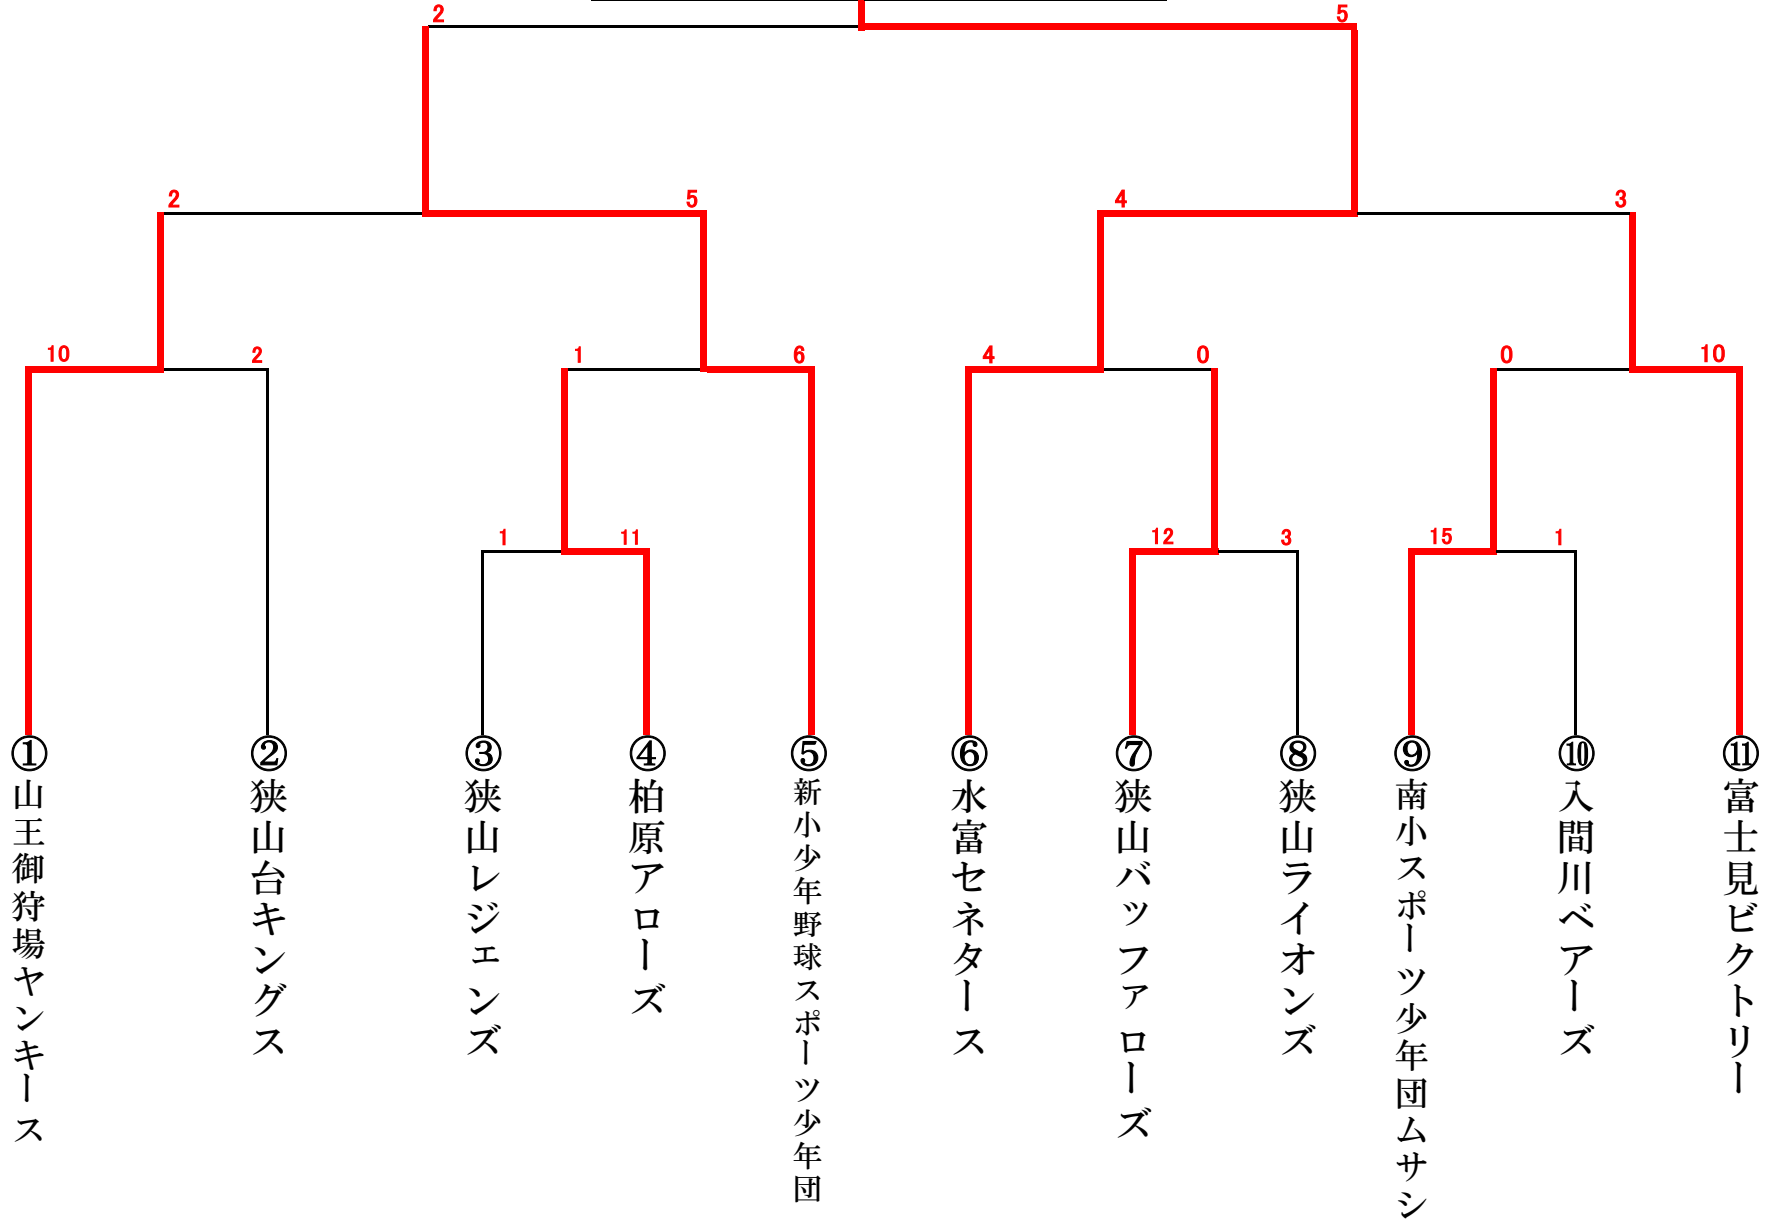 2 5
2 5 4 3
10 2 1 6 4 0 0 10
1 11 12 3 15 1
①山王御狩場ヤンキース
②狭山台キングス
③狭山レジェンズ
④柏原アローズ
⑤新小少年野球スポーツ少年団
⑥水富セネタース
⑦狭山バッファローズ
⑧狭山ライオンズ
⑨南小スポーツ少年団ムサシ
⑩入間川ベアーズ
⑪富士見ビクトリー